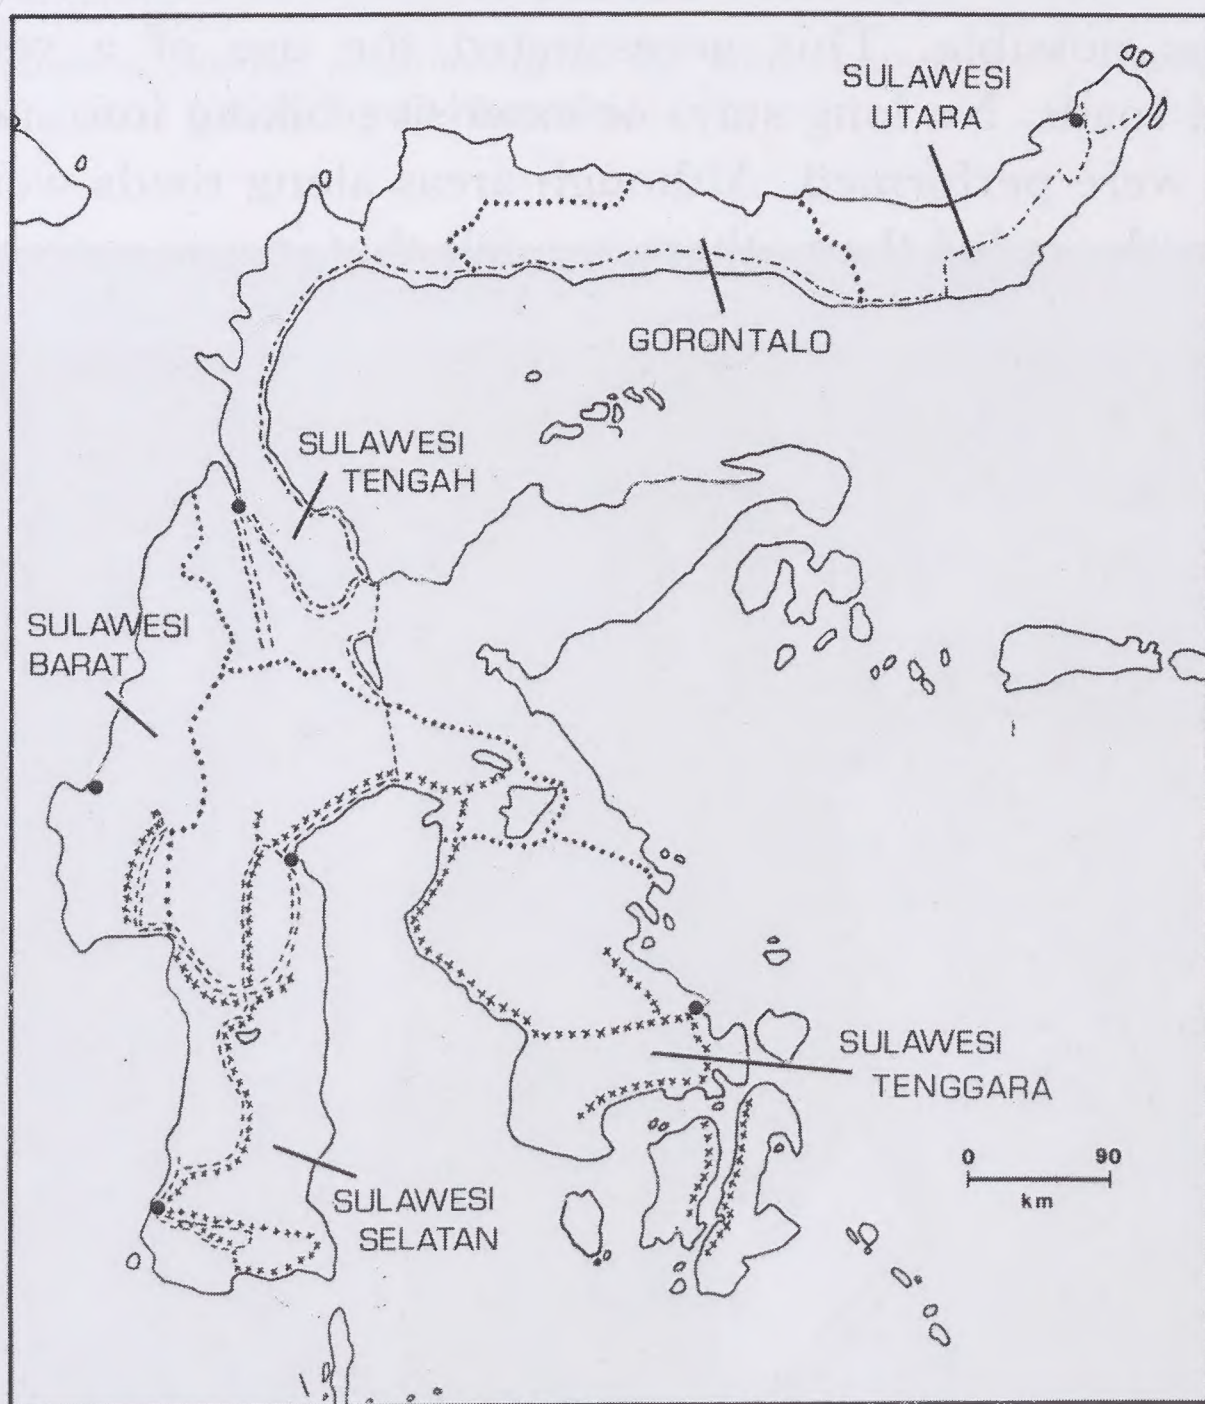 SULAWESI
UTARA
GORONTALO
SULAWESI
TENGAH
SULAWESI
BARAT
SULAWESI
TENGGARA
0 90
km
SULAWESI
SELATAN